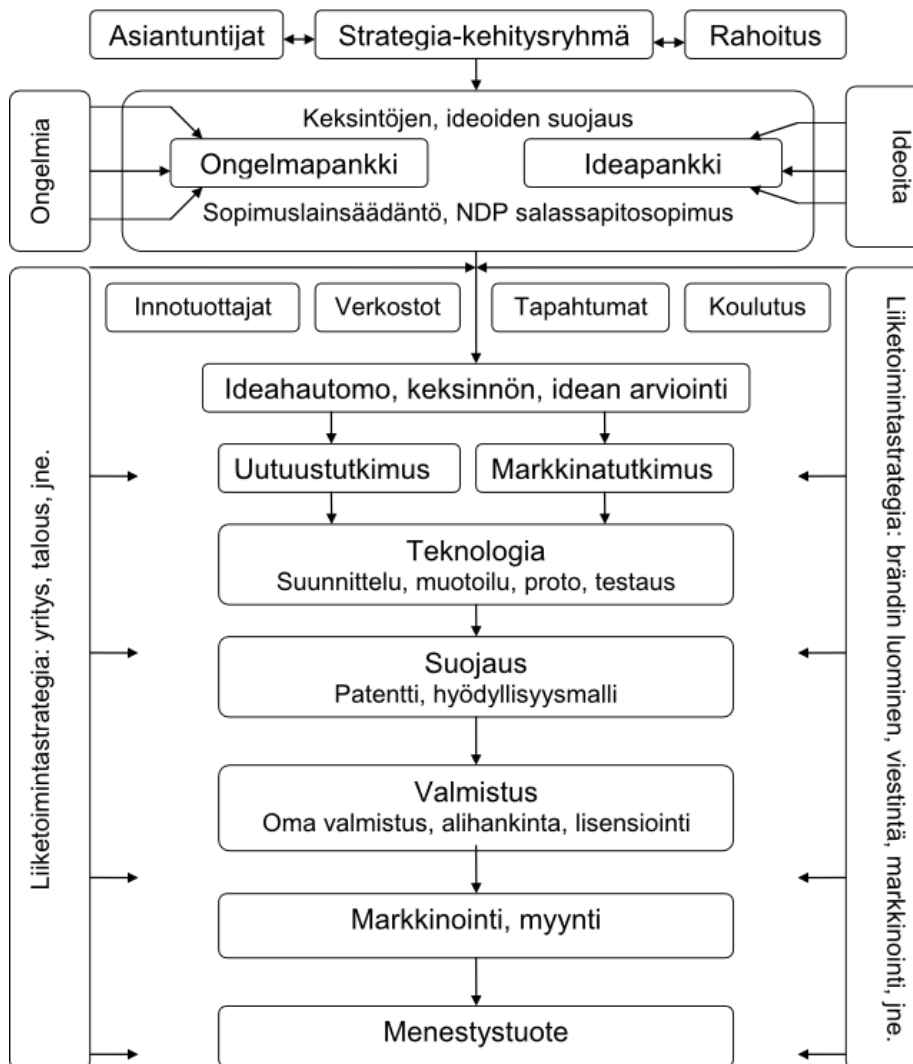 Asiantuntijat
Strategia-kehitysryhmä
Rahoitus
Ongelmia
Keksintöjen, ideoiden suojaus
Ongelmapankki
Ideapankki
Sopimuslainsäädäntö, NDP salassapitosopimus
Ideoita
Liiketoimintastrategia: yritys, talous, jne.
Innotuottajat
Verkostot
Tapahtumat
Koulutus
Ideahautomo, keksinnön, idean arviointi
Uutuustutkimus
Markkinatutkimus
Teknologia
Suunnittelu, muotoilu, proto, testaus
Suojaus
Patentti, hyödyllisyysmalli
Valmistus
Oma valmistus, alihankinta, lisensiointi
Markkinointi, myynti
Menestystuote
Liiketoimintastrategia: brändin luominen, viestintä, markkinointi, jne.